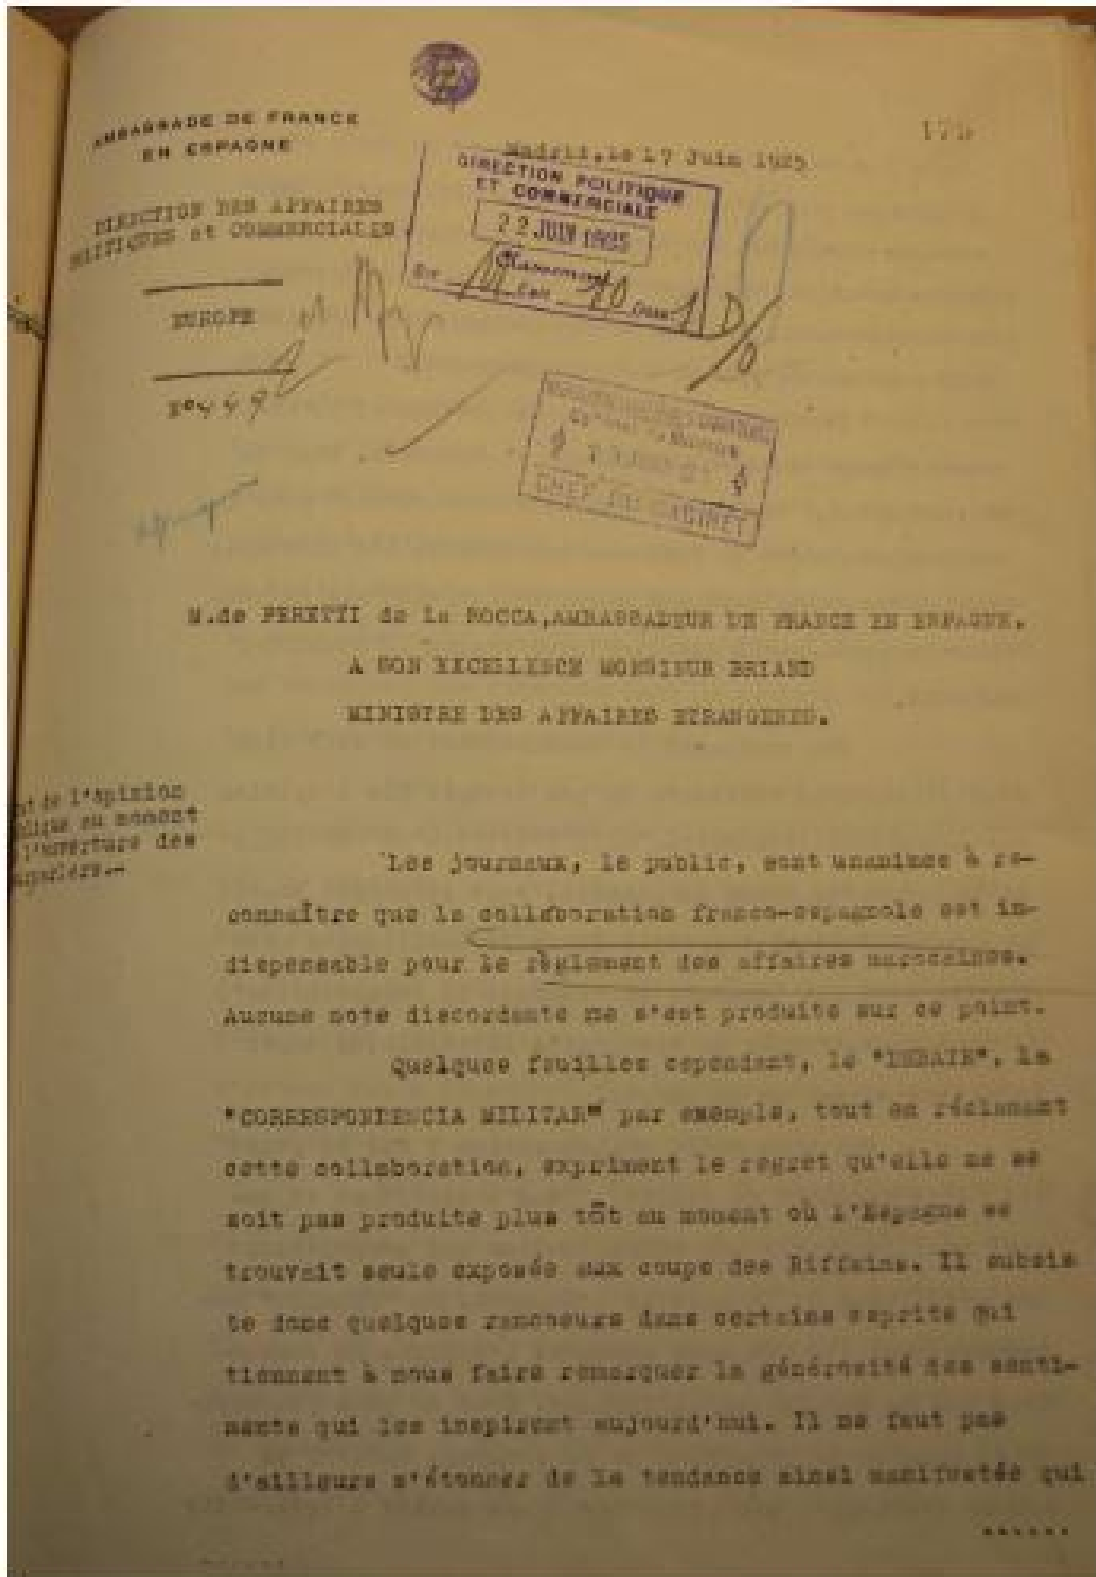 AMBASSADE DE FRANCE
EN ESPAGNE
Madrid, le 17 Juin 1925
DIRECTION DES AFFAIRES
POLITIQUES et COMMERCIALES
EUROPE
DIRECTION POLITIQUE
ET COMMERCIALE
22 JUIN 1925
Classement
CHEF DU CABINET
M.de PERETTI de la ROCCA,AMBASSADEUR DE FRANCE EN ESPAGNE.
A SON EXCELLENCE MONSIEUR BRIAND
MINISTRE DES AFFAIRES ETRANGERES.
de l'opinion
au moment
l'ouverture des
Les journaux, le public, sont unanimes à re-
connaître que la collaboration franco-espagnole est in-
dispensable pour le règlement des affaires marocaines.
Aucune note discordante ne s'est produite sur ce point.
Quelques feuilles cependant, le "DEBATE", la
"CORRESPONDENCIA MILITAR" par exemple, tout en réclamant
cette collaboration, expriment le regret qu'elle ne se
soit pas produite plus tôt au moment où l'Espagne se
trouvait seule exposée aux coups des Riffains. Il subsis
te donc quelques rancoeurs dans certains esprits qui
tiennent à nous faire remarquer la générosité des senti-
ments qui les inspirent aujourd'hui. Il ne faut pas
d'ailleurs s'étonner de la tendance ainsi manifestée qui
......